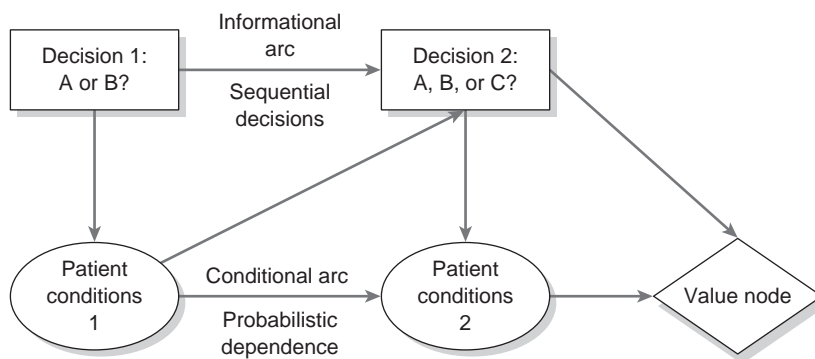 Decision 1:
A or B?
Informational
arc
Sequential
decisions
Decision 2:
A, B, or C?
Patient
conditions
1
Conditional arc
Probabilistic
dependence
Patient
conditions
2
Value node